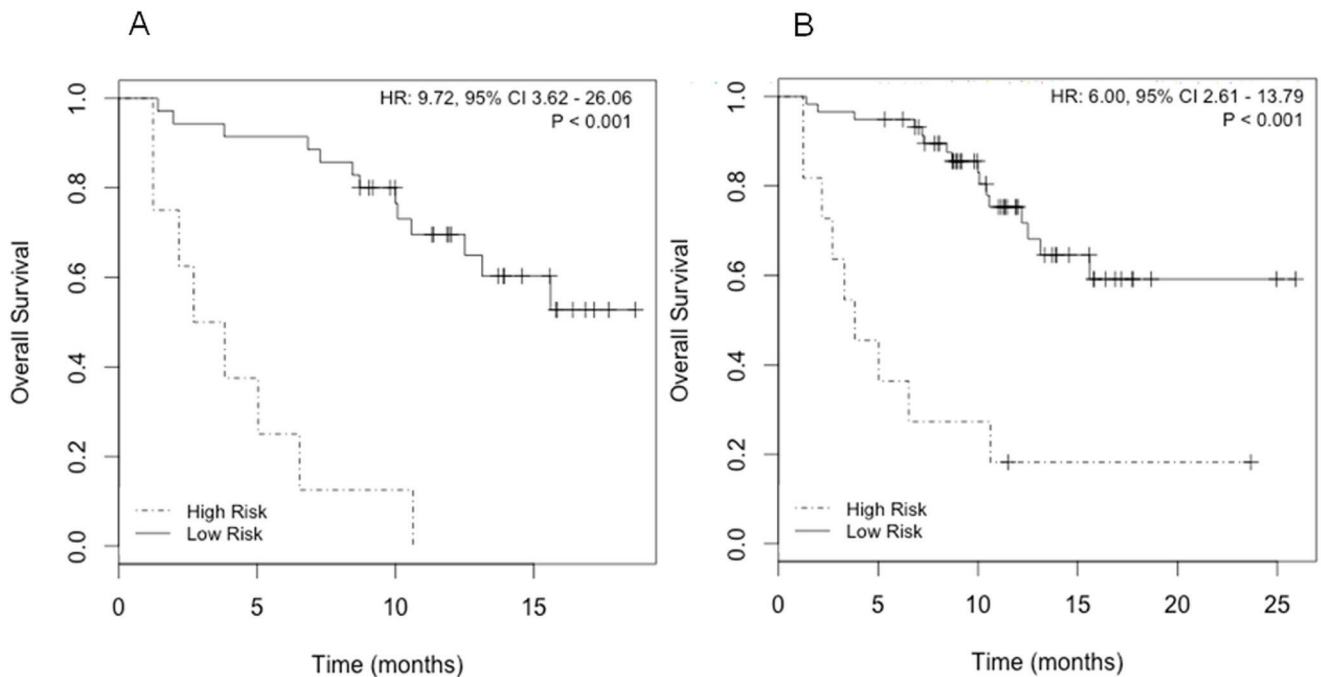 A
HR: 9.72, 95% CI 3.62 - 26.06
P < 0.001
Overall Survival
1.0
0.8
0.6
0.4
0.2
0.0
High Risk
Low Risk
0 5 10 15
Time (months)
B
HR: 6.00, 95% CI 2.61 - 13.79
P < 0.001
Overall Survival
1.0
0.8
0.6
0.4
0.2
0.0
High Risk
Low Risk
0 5 10 15 20 25
Time (months)